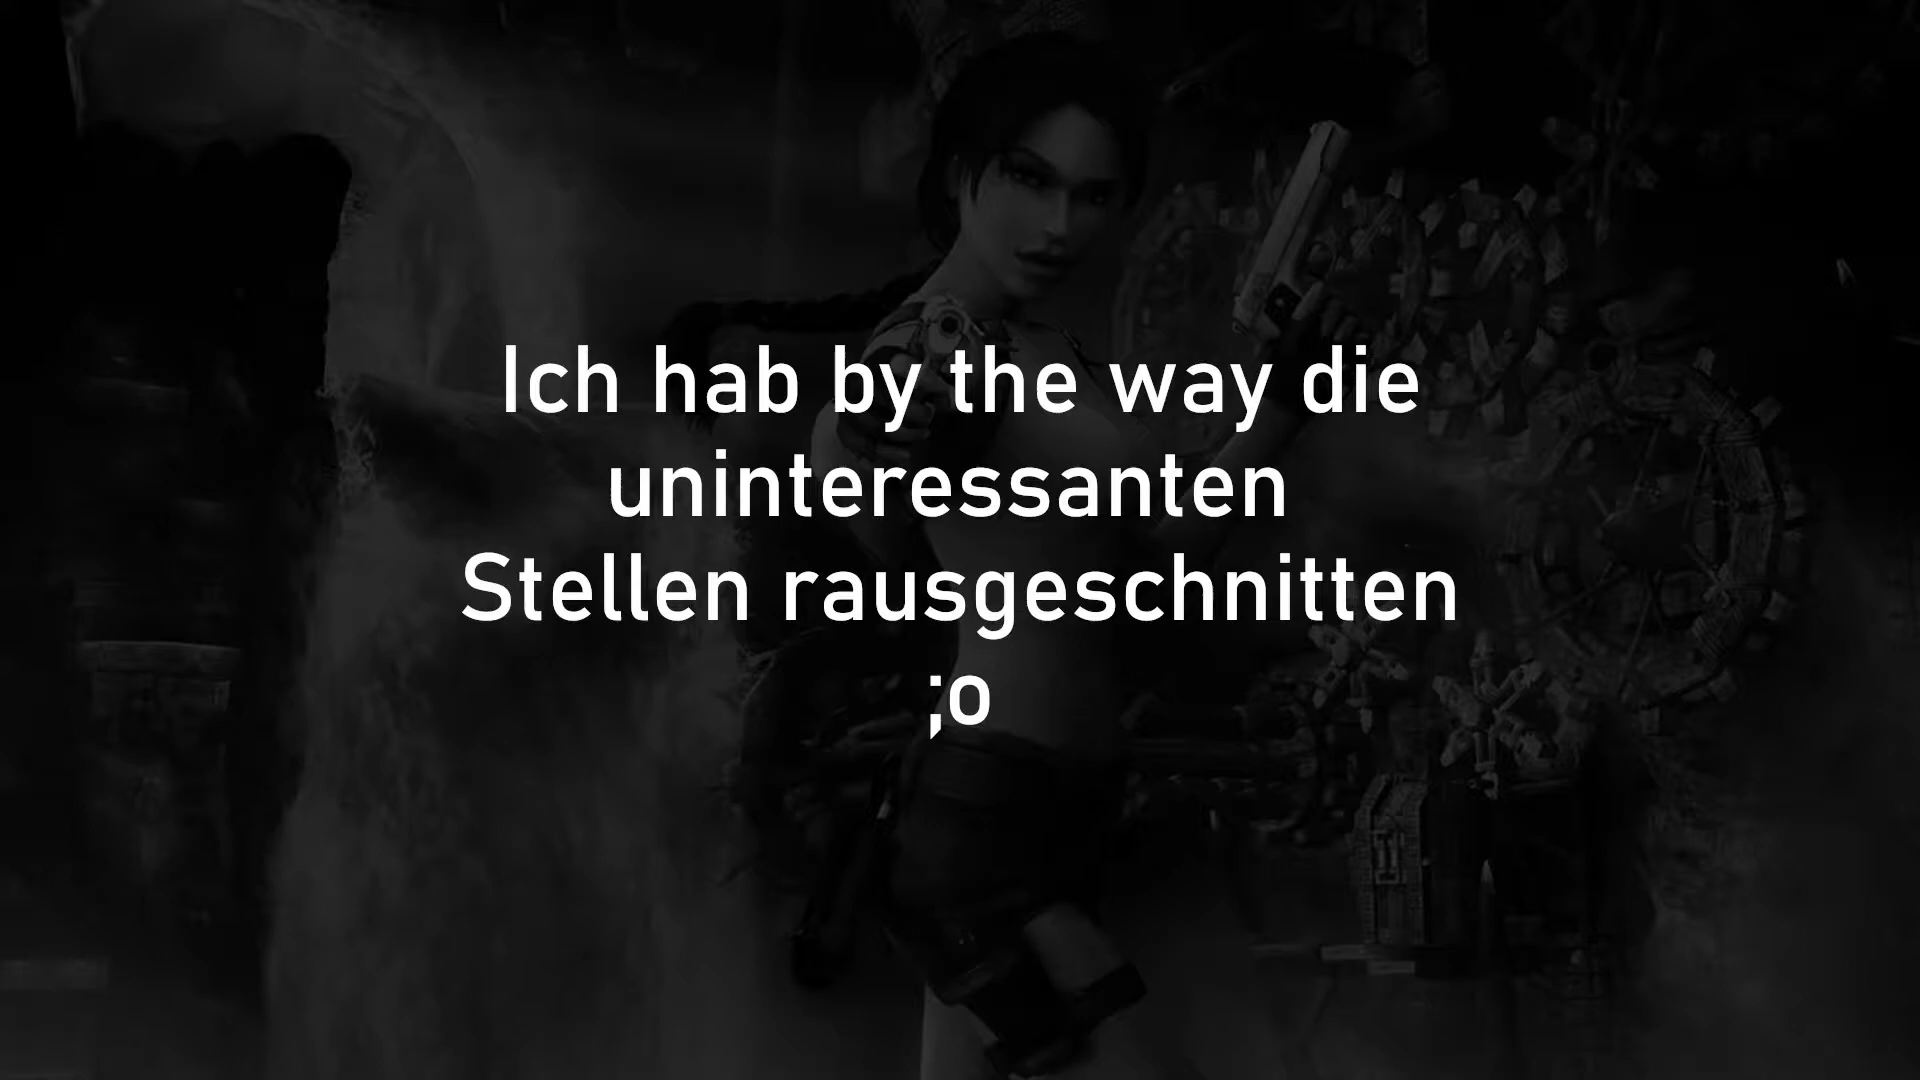 Ich hab by the way die
uninteressanten
Stellen rausgeschnitten
;o